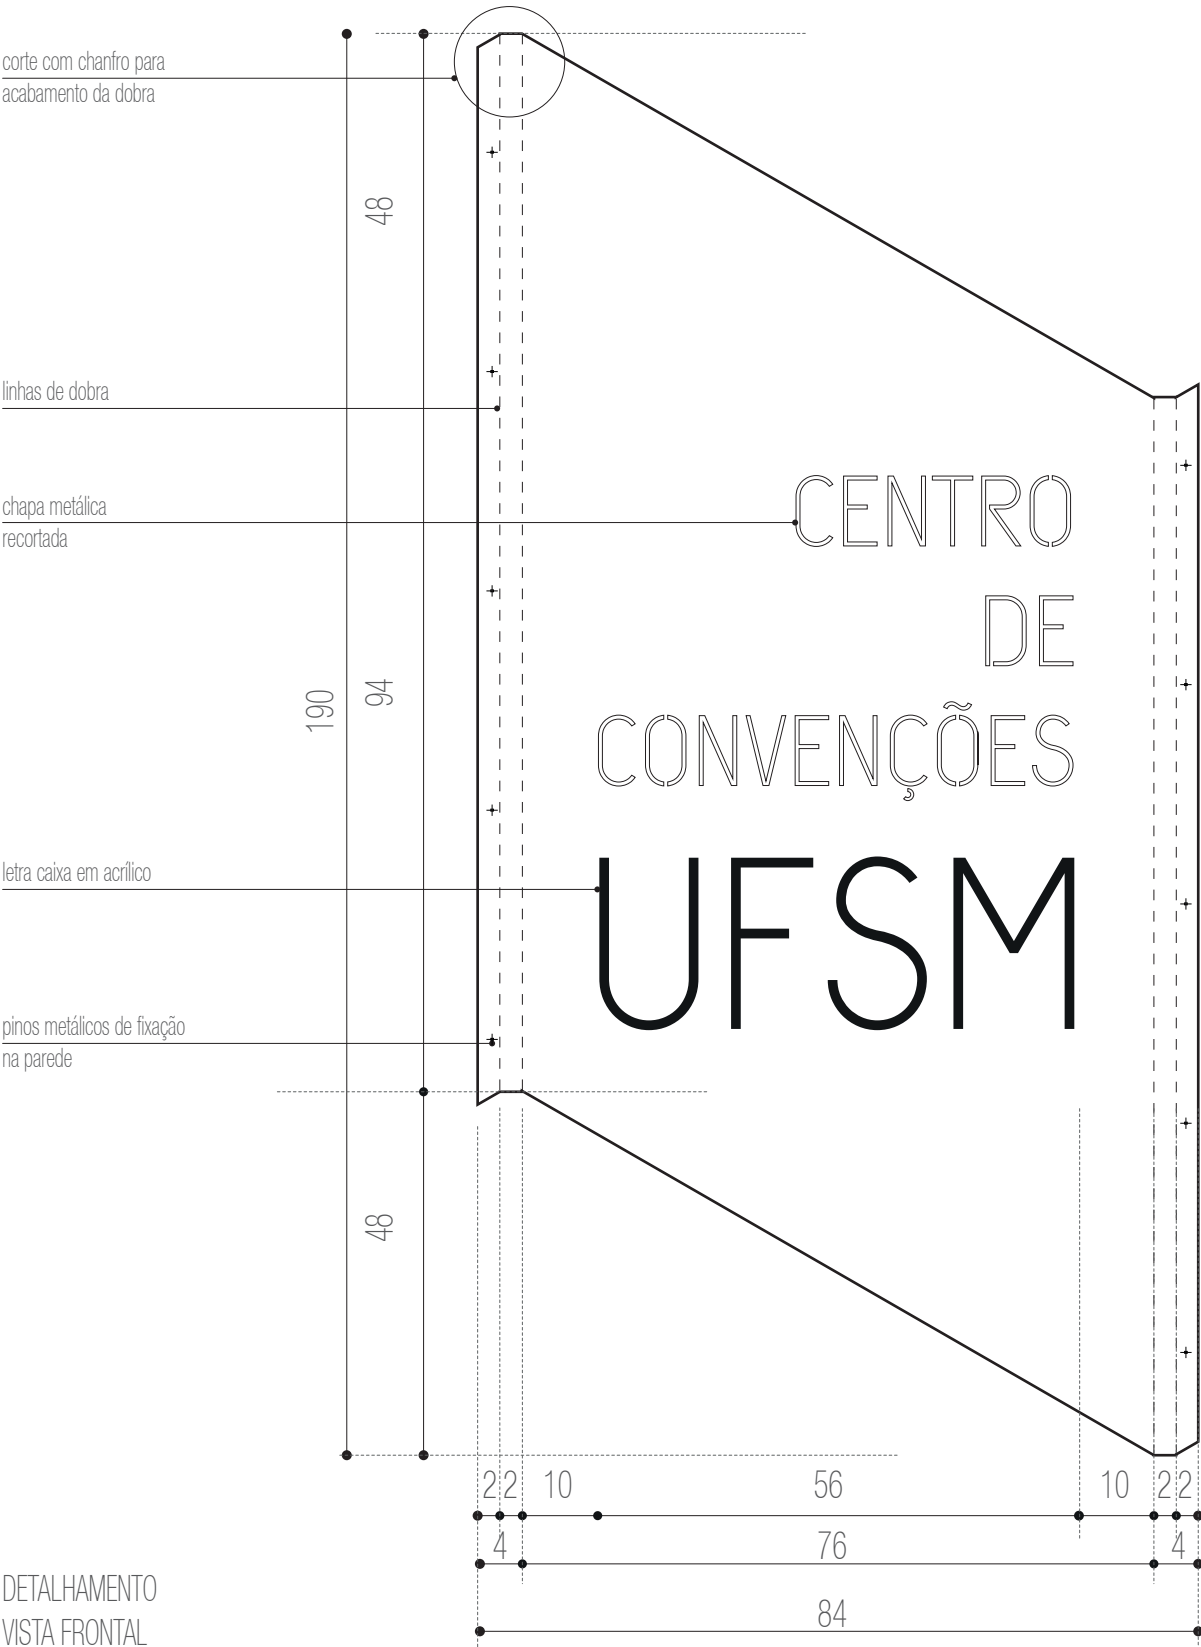 corte com chanfro para
acabamento da dobra
48
linhas de dobra
chapa metálica
recortada
CENTRO
DE
CONVENÇÕES
190
94
letra caixa em acrílico
UFSM
pinos metálicos de fixação
na parede
48
2 2 10 56 10 2 2
4 76 4
84
DETALHAMENTO
VISTA FRONTAL